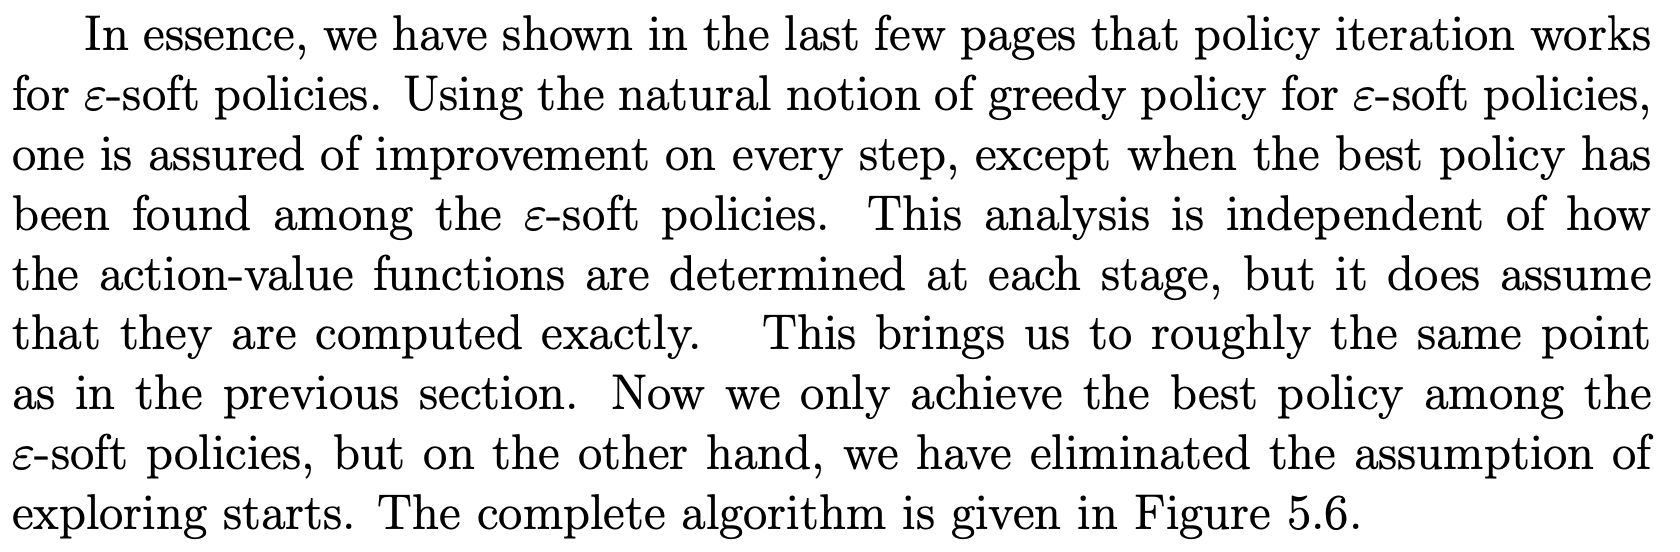 In essence, we have shown in the last few pages that policy iteration works
for ε-soft policies. Using the natural notion of greedy policy for ε-soft policies,
one is assured of improvement on every step, except when the best policy has
been found among the ε-soft policies. This analysis is independent of how
the action-value functions are determined at each stage, but it does assume
that they are computed exactly. This brings us to roughly the same point
as in the previous section. Now we only achieve the best policy among the
ε-soft policies, but on the other hand, we have eliminated the assumption of
exploring starts. The complete algorithm is given in Figure 5.6.